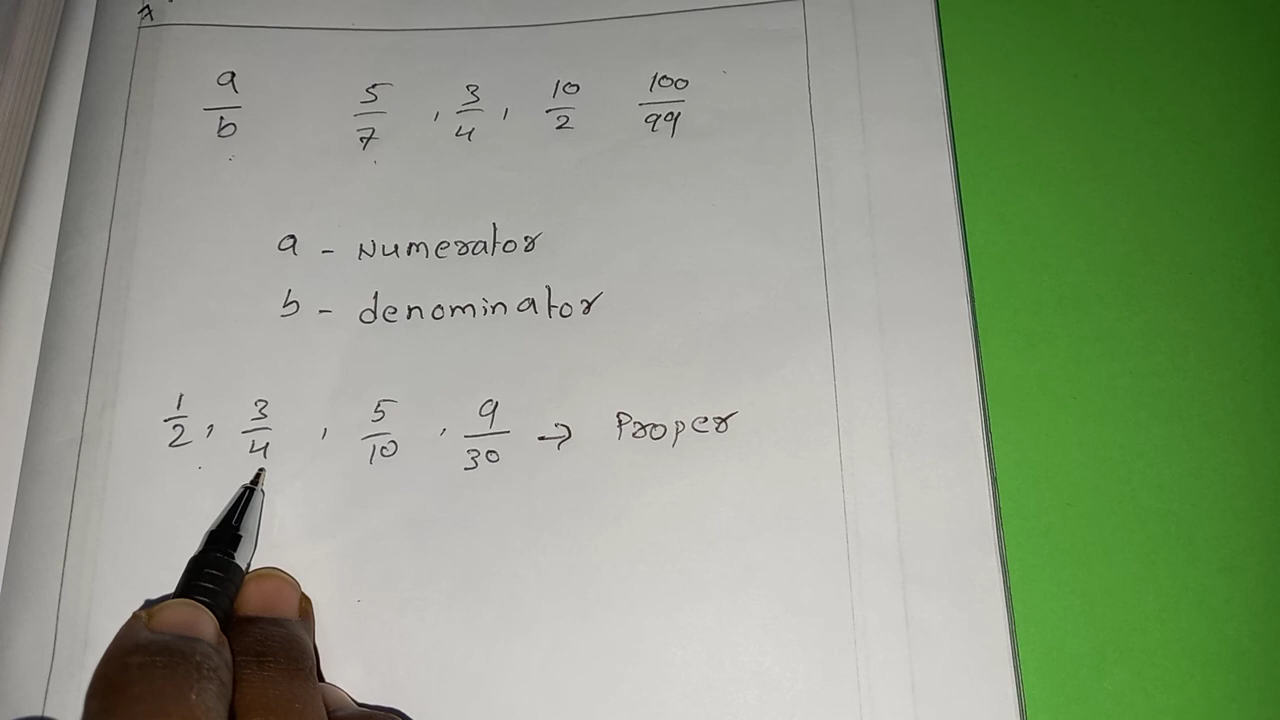 a/b 5/7 , 3/4 , 10/2 100/99
a - Numerator
b - denominator
1/2 , 3/4 , 5/10 , 9/30 → Proper